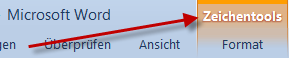 Microsoft Word Zeichentools
gen Überprüfen Ansicht Format